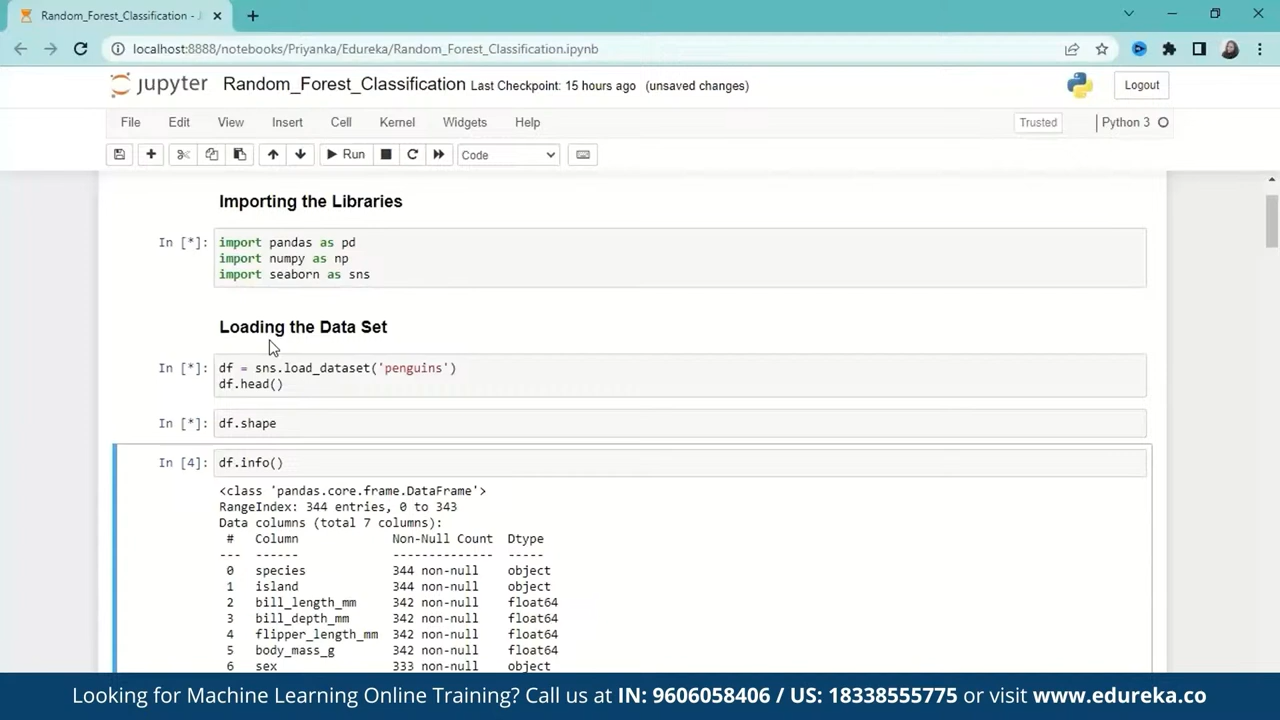 Random_Forest_Classification - J
localhost:8888/notebooks/Priyanka/Edureka/Random_Forest_Classification.ipynb
jupyter Random_Forest_Classification Last Checkpoint: 15 hours ago (unsaved changes) Logout
File Edit View Insert Cell Kernel Widgets Help Trusted Python 3
Run Code
Importing the Libraries
In [*]: import pandas as pd
import numpy as np
import seaborn as sns
Loading the Data Set
In [*]: df = sns.load_dataset('penguins')
df.head()
In [*]: df.shape
In [4]: df.info()
<class 'pandas.core.frame.DataFrame'>
RangeIndex: 344 entries, 0 to 343
Data columns (total 7 columns):
# Column Non-Null Count Dtype
--- ------ -------------- -----
0 species 344 non-null object
1 island 344 non-null object
2 bill_length_mm 342 non-null float64
3 bill_depth_mm 342 non-null float64
4 flipper_length_mm 342 non-null float64
5 body_mass_g 342 non-null float64
6 sex 333 non-null object
Looking for Machine Learning Online Training? Call us at IN: 9606058406 / US: 18338555775 or visit www.edureka.co